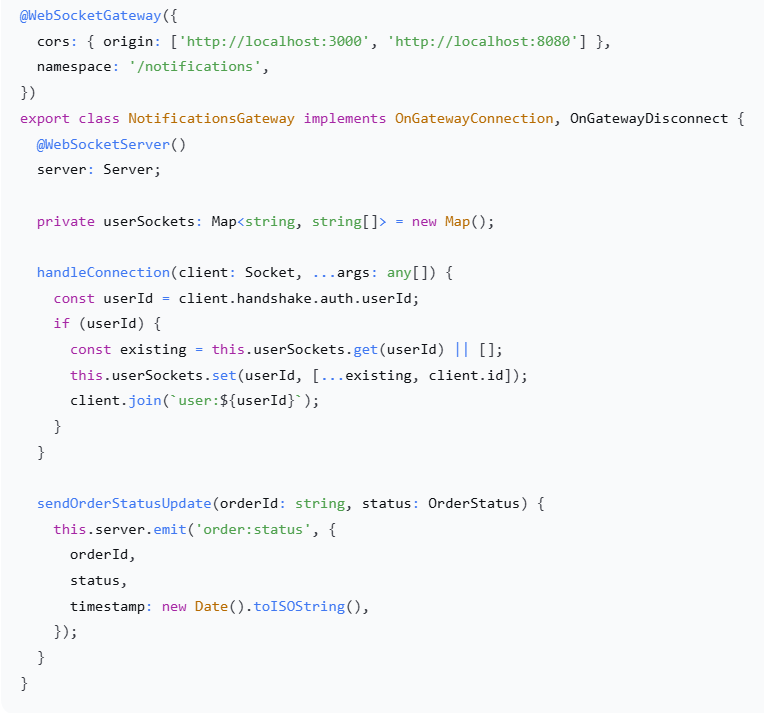 @WebSocketGateway({
  cors: { origin: ['http://localhost:3000', 'http://localhost:8080'] },
  namespace: '/notifications',
})
export class NotificationsGateway implements OnGatewayConnection, OnGatewayDisconnect {
  @WebSocketServer()
  server: Server;

  private userSockets: Map<string, string[]> = new Map();

  handleConnection(client: Socket, ...args: any[]) {
    const userId = client.handshake.auth.userId;
    if (userId) {
      const existing = this.userSockets.get(userId) || [];
      this.userSockets.set(userId, [...existing, client.id]);
      client.join(`user:${userId}`);
    }
  }

  sendOrderStatusUpdate(orderId: string, status: OrderStatus) {
    this.server.emit('order:status', {
      orderId,
      status,
      timestamp: new Date().toISOString(),
    });
  }
}